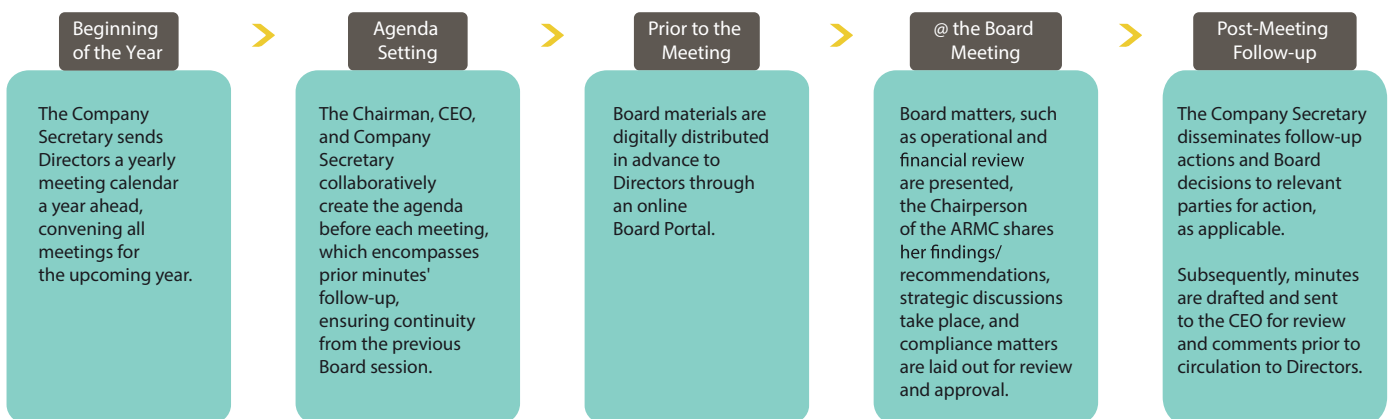 Beginning
of the Year
The Company
Secretary sends
Directors a yearly
meeting calendar
a year ahead,
convening all
meetings for
the upcoming year.
Agenda
Setting
The Chairman, CEO,
and Company
Secretary
collaboratively
create the agenda
before each meeting,
which encompasses
prior minutes'
follow-up,
ensuring continuity
from the previous
Board session.
Prior to the
Meeting
Board materials are
digitally distributed
in advance to
Directors through
an online
Board Portal.
@ the Board
Meeting
Board matters, such
as operational and
financial review
are presented,
the Chairperson
of the ARMC shares
her findings/
recommendations,
strategic discussions
take place, and
compliance matters
are laid out for review
and approval.
Post-Meeting
Follow-up
The Company Secretary
disseminates follow-up
actions and Board
decisions to relevant
parties for action,
as applicable.
Subsequently, minutes
are drafted and sent
to the CEO for review
and comments prior to
circulation to Directors.